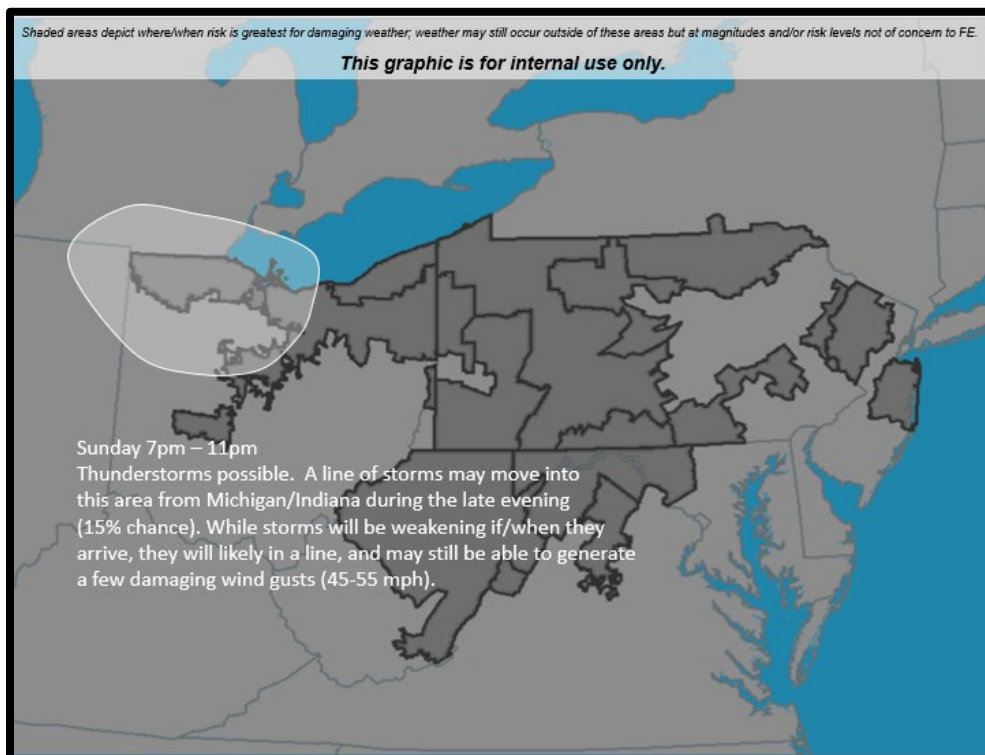 Shaded areas depict where/when risk is greatest for damaging weather; weather may still occur outside of these areas but at magnitudes and/or risk levels not of concern to FE.
This graphic is for internal use only.
Sunday 7pm – 11pm
Thunderstorms possible.  A line of storms may move into
this area from Michigan/Indiana during the late evening
(15% chance). While storms will be weakening if/when they
arrive, they will likely in a line, and may still be able to generate
a few damaging wind gusts (45-55 mph).